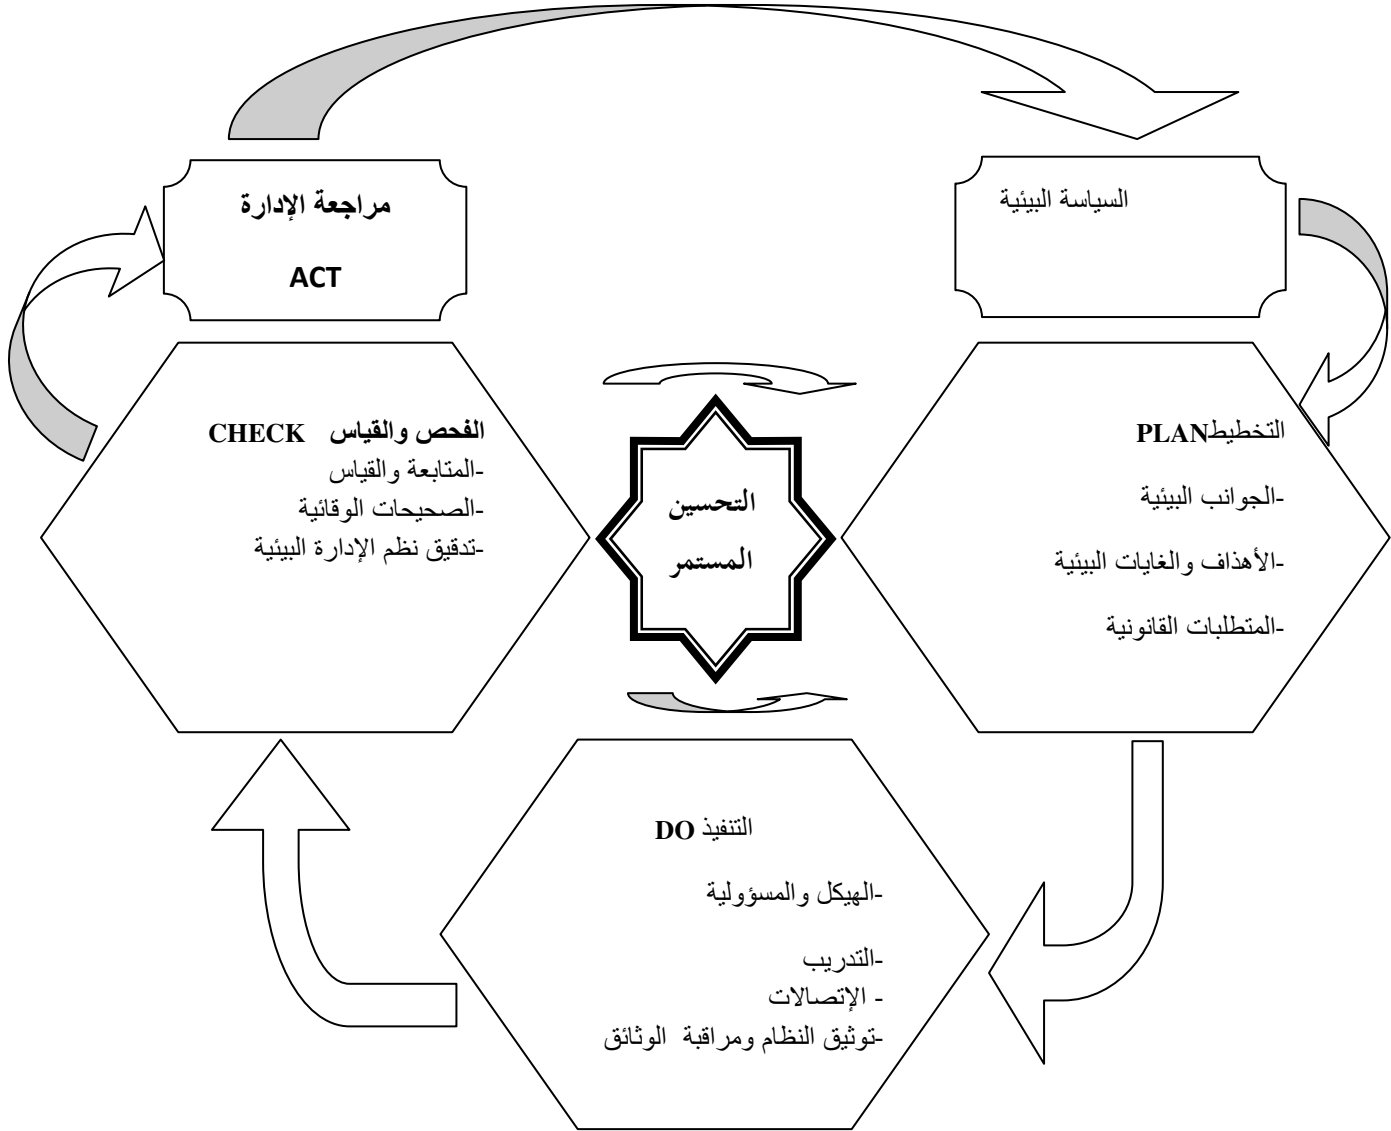 السياسة البيئية
مراجعة الإدارة
ACT
التخطيطPLAN
-الجوانب البيئية
-الأهذاف والغايات البيئية
-المتطلبات القانونية
التحسين
المستمر
الفحص والقياس CHECK
-المتابعة والقياس
-الصحيحات الوقائية
-تدقيق نظم الإدارة البيئية
التنفيذ DO
-الهيكل والمسؤولية
-التدريب
- الإتصالات
-توثيق النظام ومراقبة الوثائق